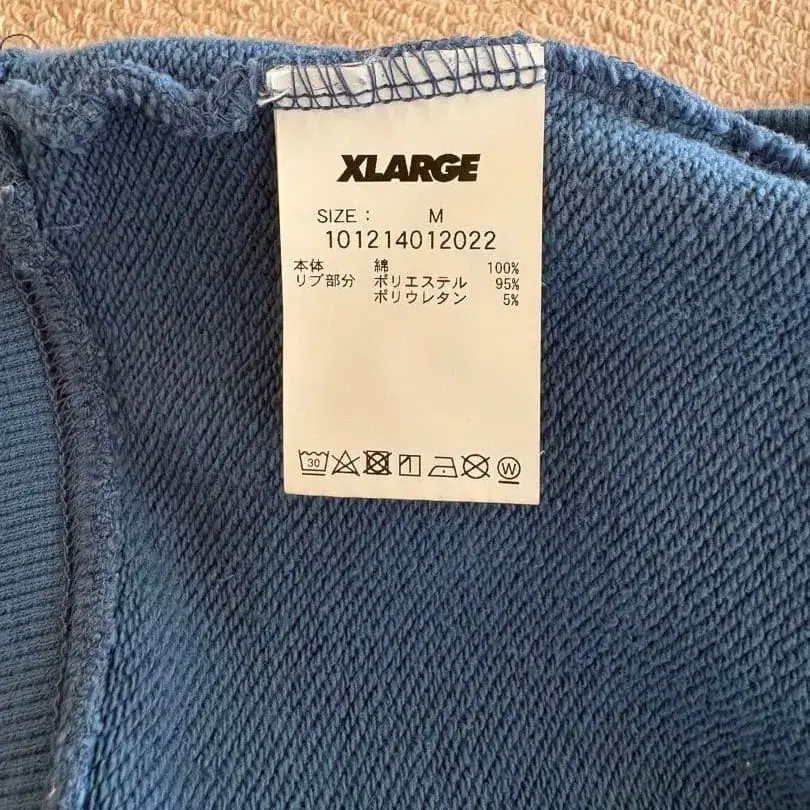 XLARGE
SIZE : M
101214012022
本体 綿 100%
リブ部分 ポリエステル 95%
ポリウレタン 5%
30 W